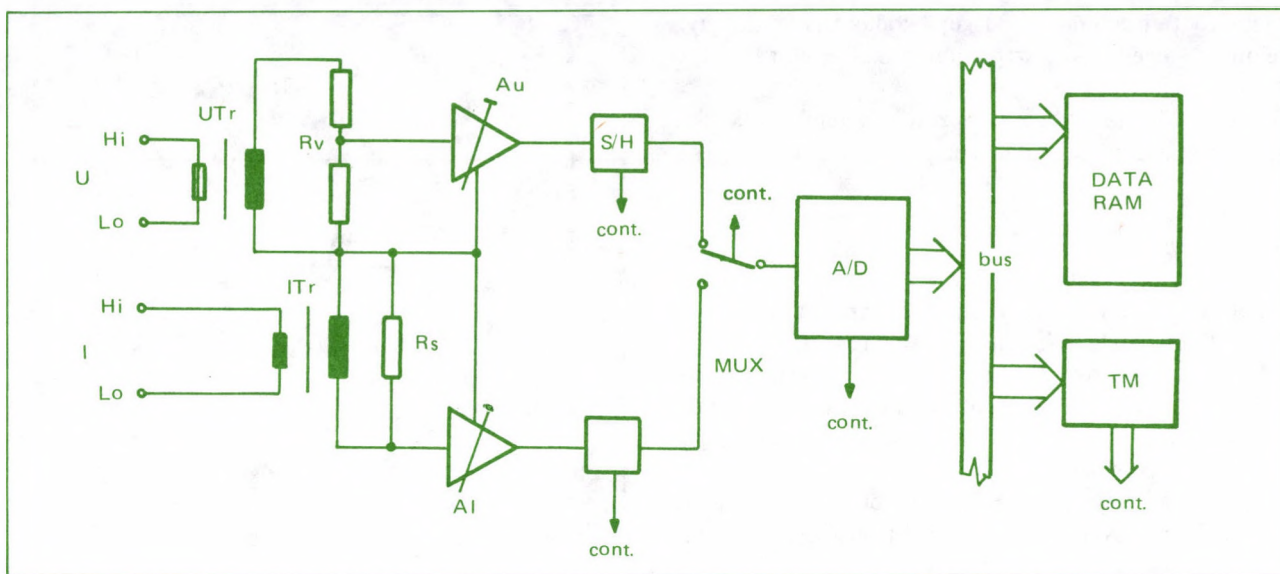 UTr
Au
Hi
U
Lo
Rv
S/H
cont.
cont.
A/D
bus
DATA
RAM
Hi
I
Lo
ITr
Rs
MUX
AI
cont.
cont.
TM
cont.